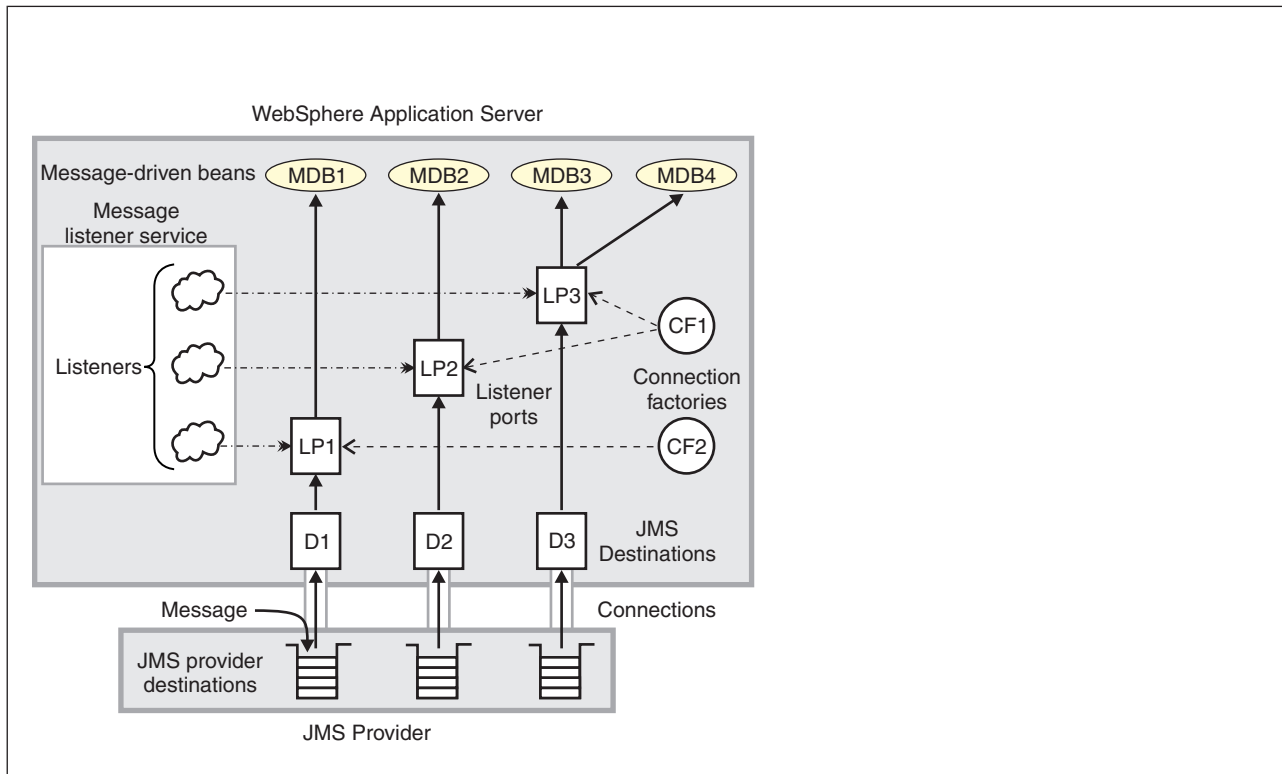 WebSphere Application Server
Message-driven beans
MDB1
MDB2
MDB3
MDB4
Message
listener service
Listeners
LP3
LP2
LP1
CF1
Connection
factories
CF2
Listener
ports
D1
D2
D3
JMS
Destinations
Message
Connections
JMS provider
destinations
JMS Provider